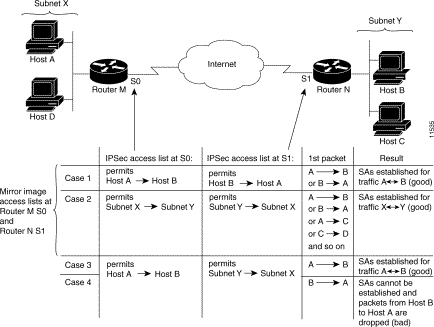 Subnet X
Subnet Y
Host A
Internet
Router M
S0
S1
Router N
Host B
Host D
Host C
11535
IPSec access list at S0:
IPSec access list at S1:
1st packet
Result
Mirror image
access lists at
Router M S0
and
Router N S1
Case 1
permits
Host A → Host B
permits
Host B → Host A
A → B
or B → A
SAs established for
traffic A↔B (good)
Case 2
permits
Subnet X → Subnet Y
permits
Subnet Y → Subnet X
A → B
or B → A
or A → C
or C → D
and so on
SAs established for
traffic X↔Y (good)
Case 3
permits
Host A → Host B
permits
Subnet Y → Subnet X
A → B
SAs established for
traffic A↔B (good)
Case 4
B → A
SAs cannot be
established and
packets from Host B
to Host A are
dropped (bad)